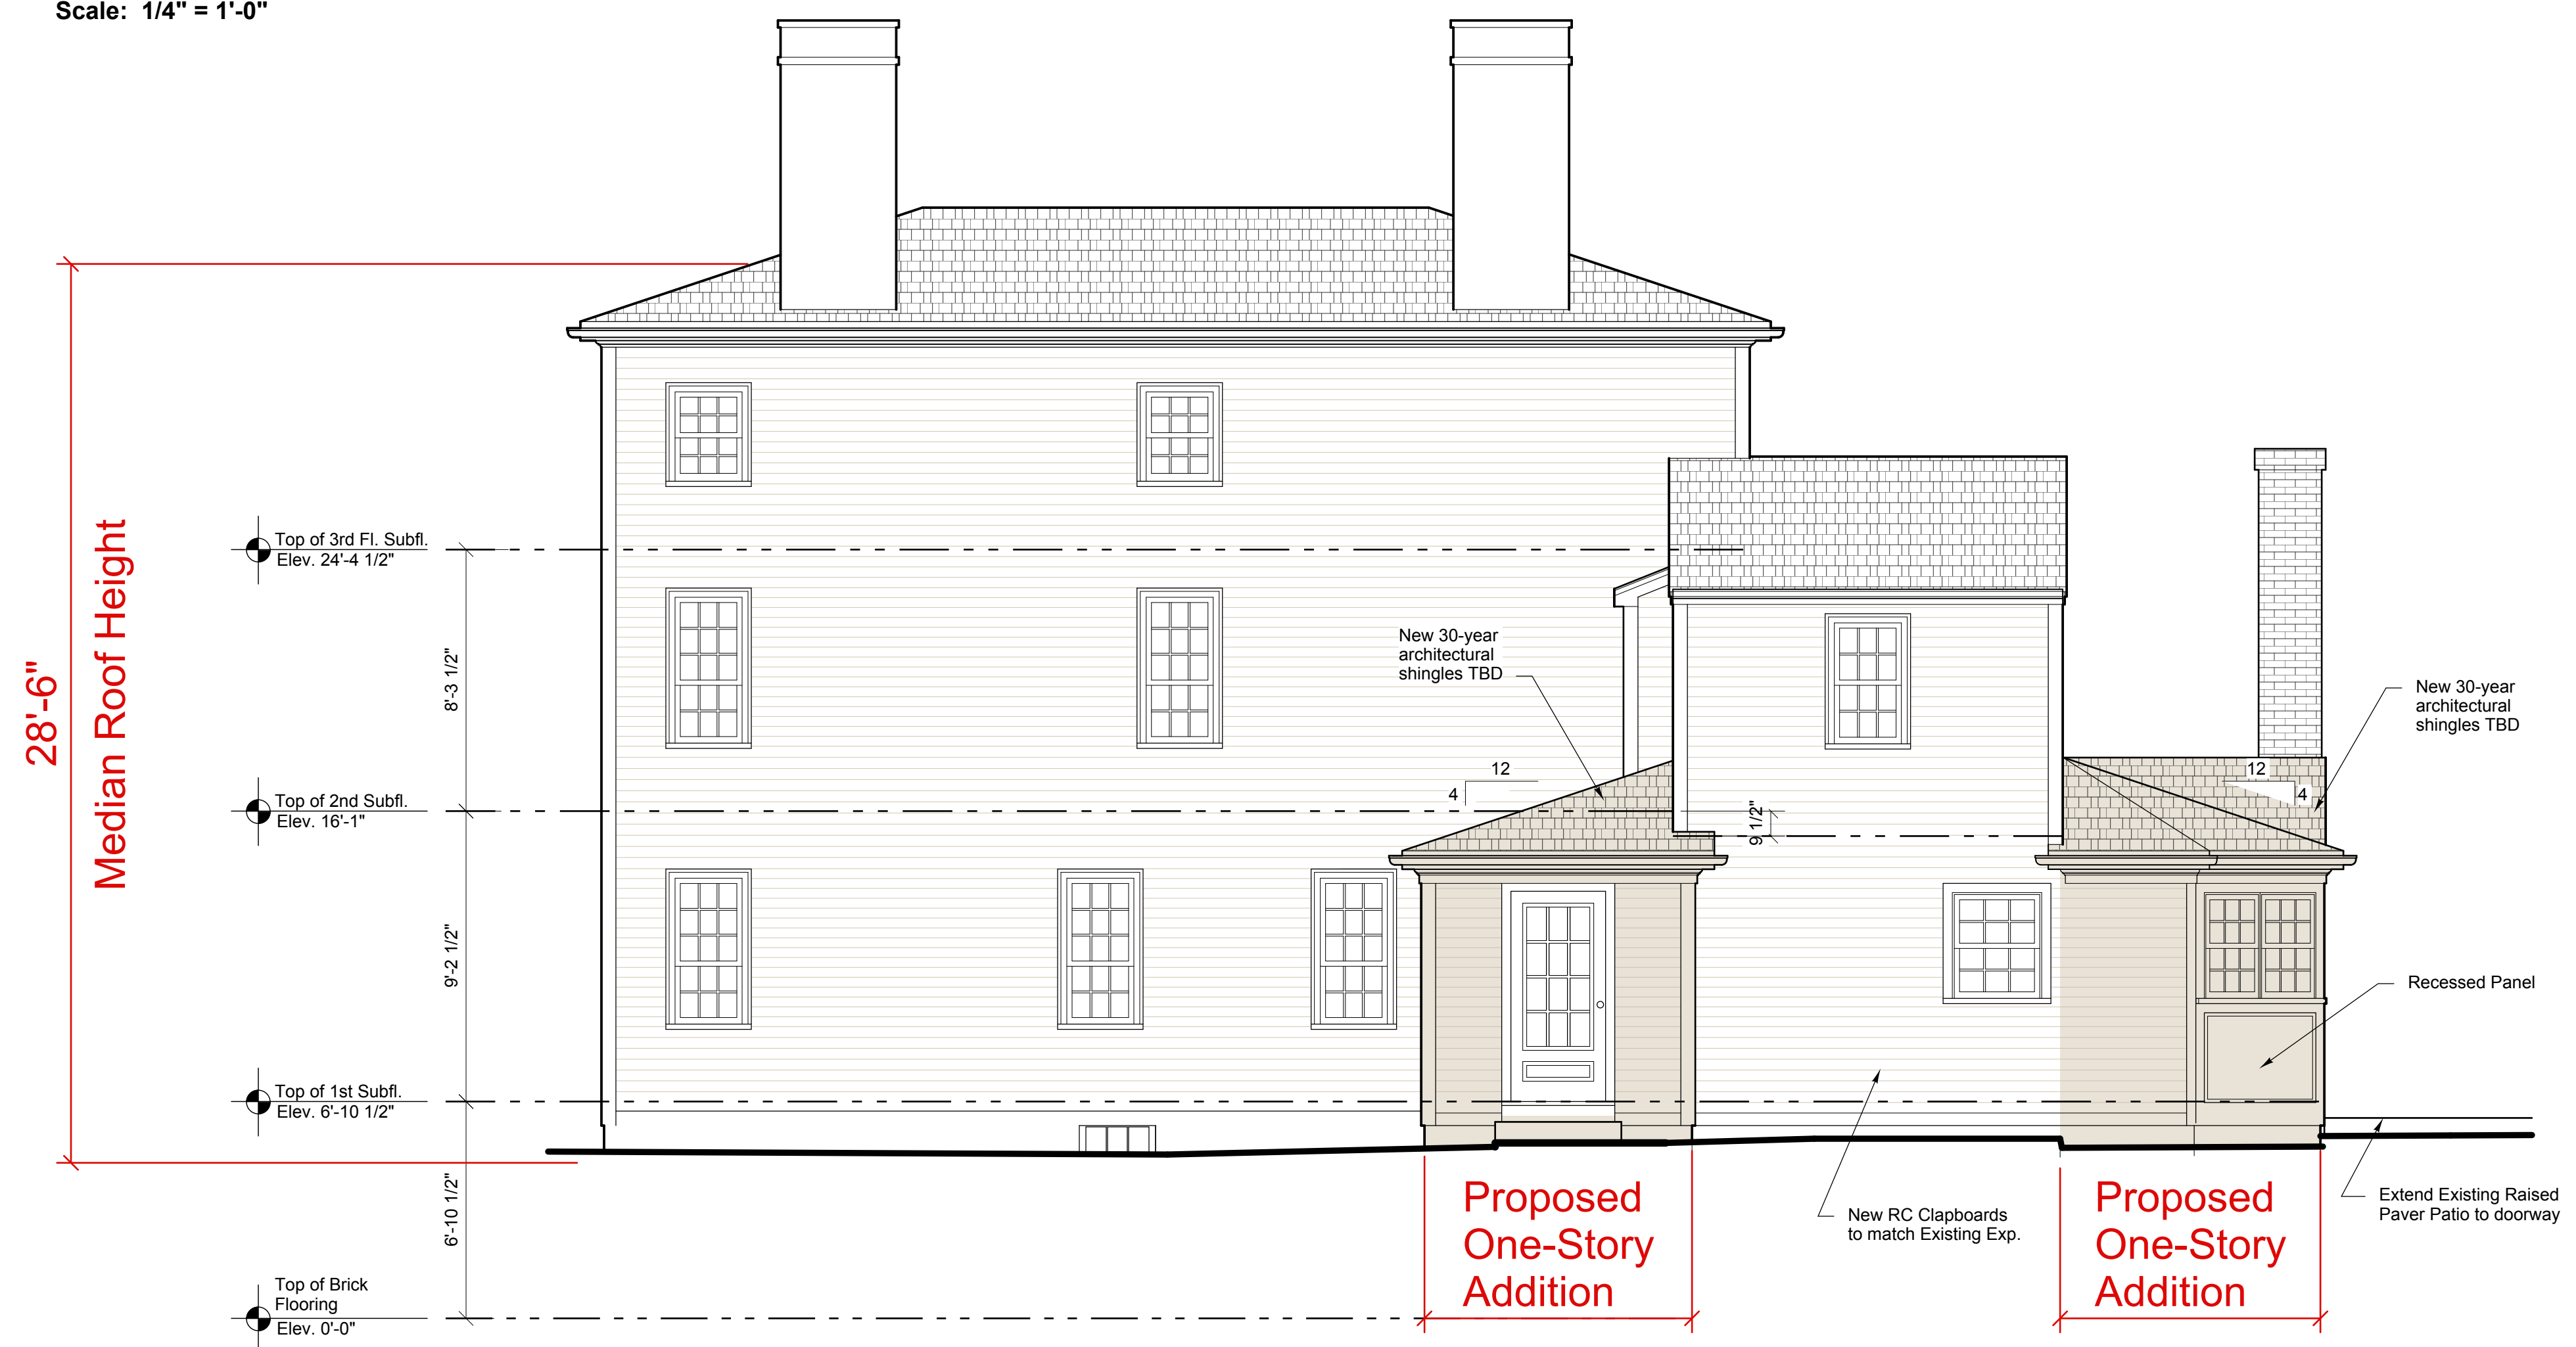 Scale: 1/4" = 1'-0"
28'-6"
Median Roof Height
Top of 3rd Fl. Subfl.
Elev. 24'-4 1/2"
8'-3 1/2"
Top of 2nd Subfl.
Elev. 16'-1"
9'-2 1/2"
Top of 1st Subfl.
Elev. 6'-10 1/2"
6'-10 1/2"
Top of Brick
Flooring
Elev. 0'-0"
New 30-year
architectural
shingles TBD
12
4
9 1/2"
12
4
New 30-year
architectural
shingles TBD
Recessed Panel
Proposed
One-Story
Addition
New RC Clapboards
to match Existing Exp.
Proposed
One-Story
Addition
Extend Existing Raised
Paver Patio to doorway